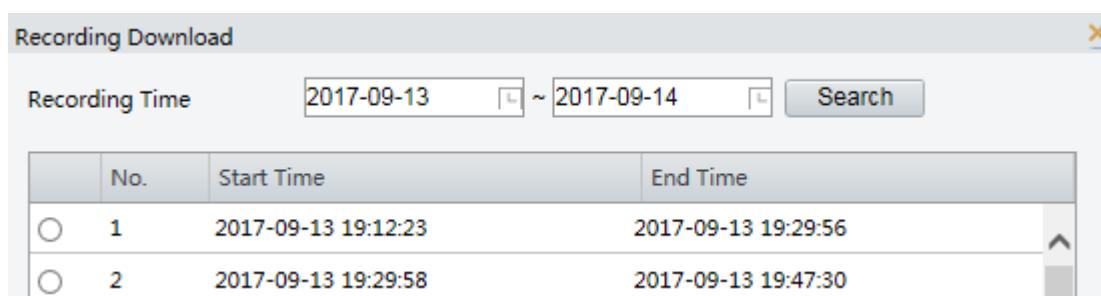 Recording Download
Recording Time 2017-09-13 ~ 2017-09-14 Search
No. Start Time End Time
1 2017-09-13 19:12:23 2017-09-13 19:29:56
2 2017-09-13 19:29:58 2017-09-13 19:47:30